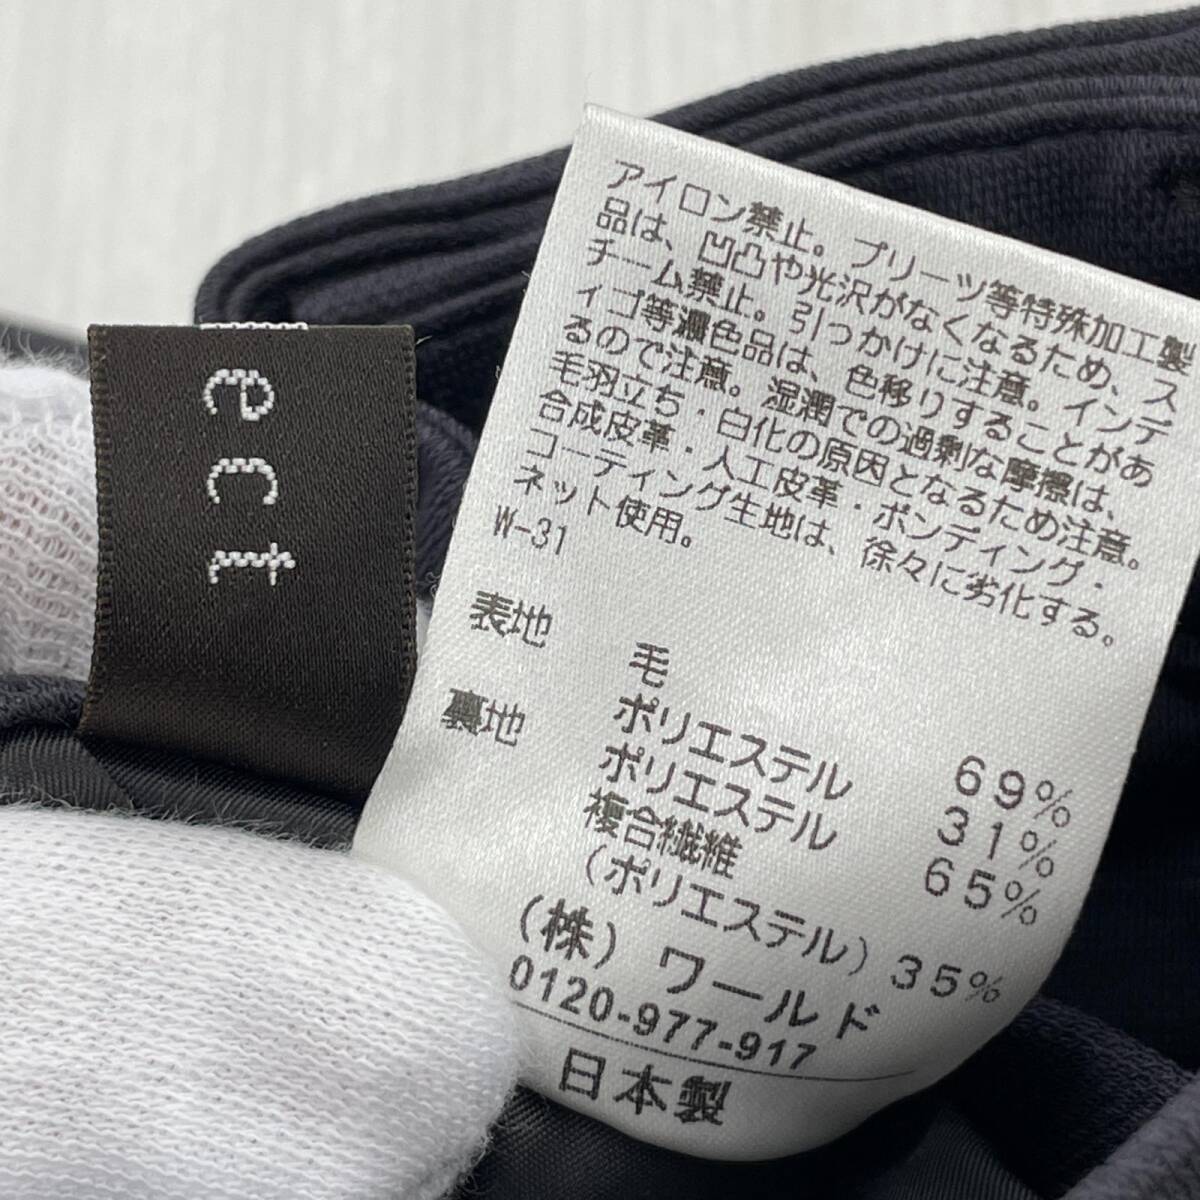 ect
アイロン禁止。プリーツ等特殊加工製
品は、凹凸や光沢がなくなるため、ス
チーム禁止。引っかけに注意。インデ
ィゴ等濃色品は、色移りすることがあ
るので注意。湿潤での過剰な摩擦は、
毛羽立ち・白化の原因となるため注意。
合成皮革・人工皮革・ボンディング・
コーティング生地は、徐々に劣化する。
ネット使用。
W-31
表地 毛 69%
ポリエステル 31%
裏地 ポリエステル 65%
複合繊維
(ポリエステル) 35%
(株) ワールド
0120-977-917
日本製